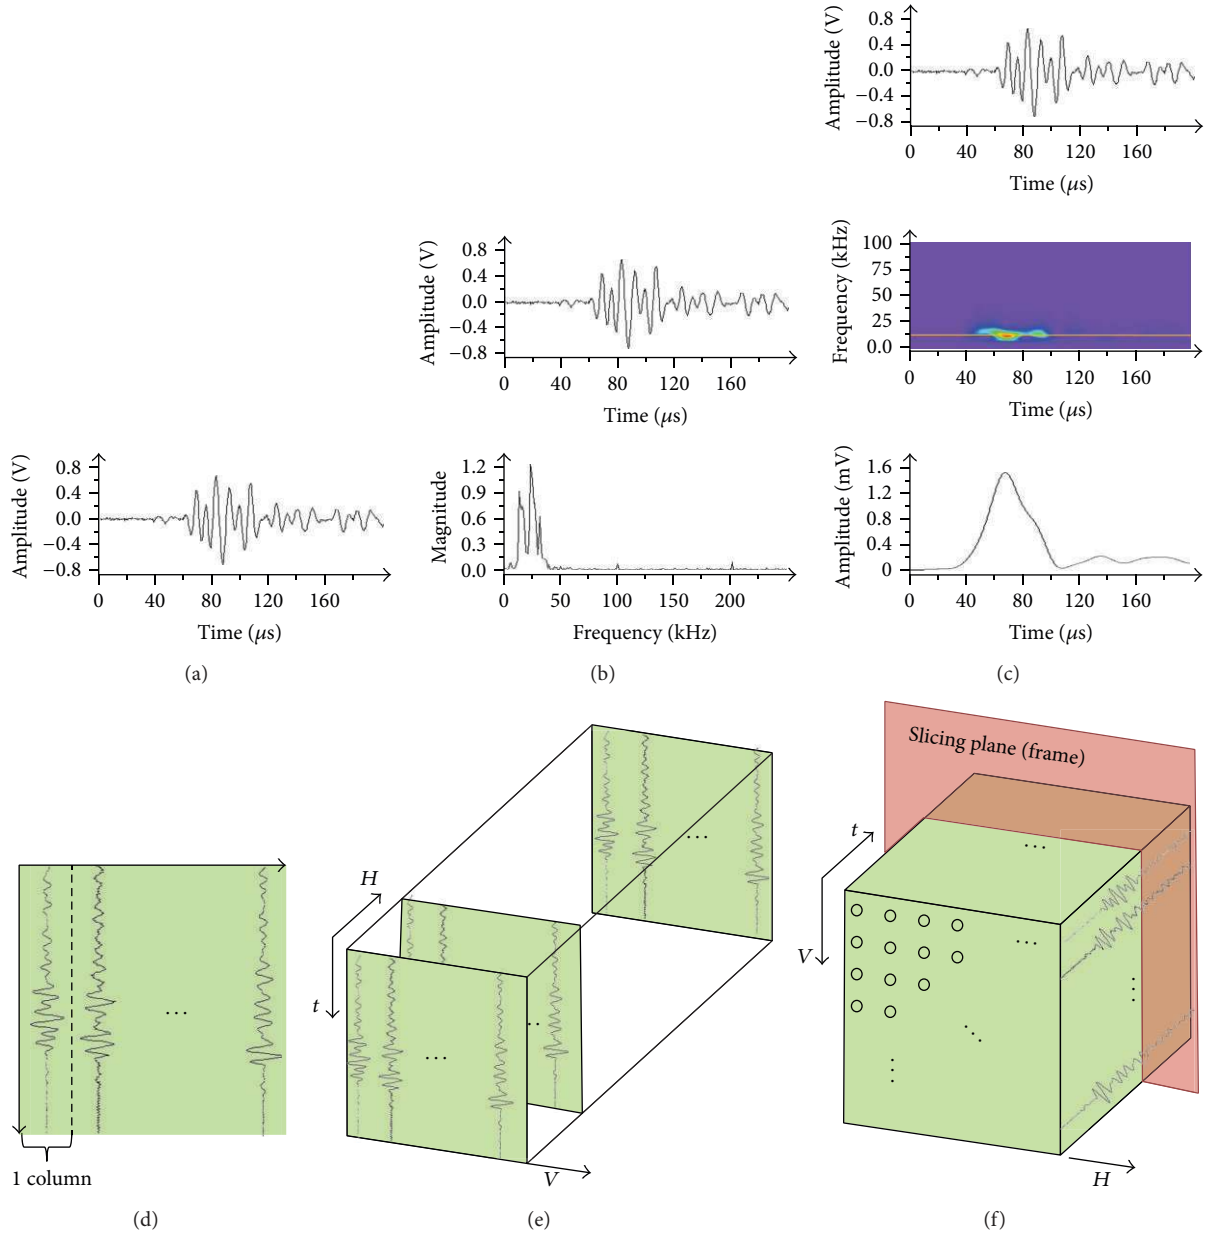 Amplitude (V)
0.8
0.4
0.0
−0.4
−0.8
0 40 80 120 160
Time (μs)
Amplitude (V)
0.8
0.4
0.0
−0.4
−0.8
0 40 80 120 160
Time (μs)
Frequency (kHz)
100
75
50
25
0.0
0 40 80 120 160
Time (μs)
Amplitude (V)
0.8
0.4
0.0
−0.4
−0.8
0 40 80 120 160
Time (μs)
(a)
Magnitude
1.2
0.9
0.6
0.3
0.0
0 50 100 150 200
Frequency (kHz)
(b)
Amplitude (mV)
1.6
1.2
0.8
0.4
0
0 40 80 120 160
Time (μs)
(c)
...
1 column
(d)
H
t
...
...
...
V
(e)
Slicing plane (frame)
t
V
...
...
...
...
...
H
(f)